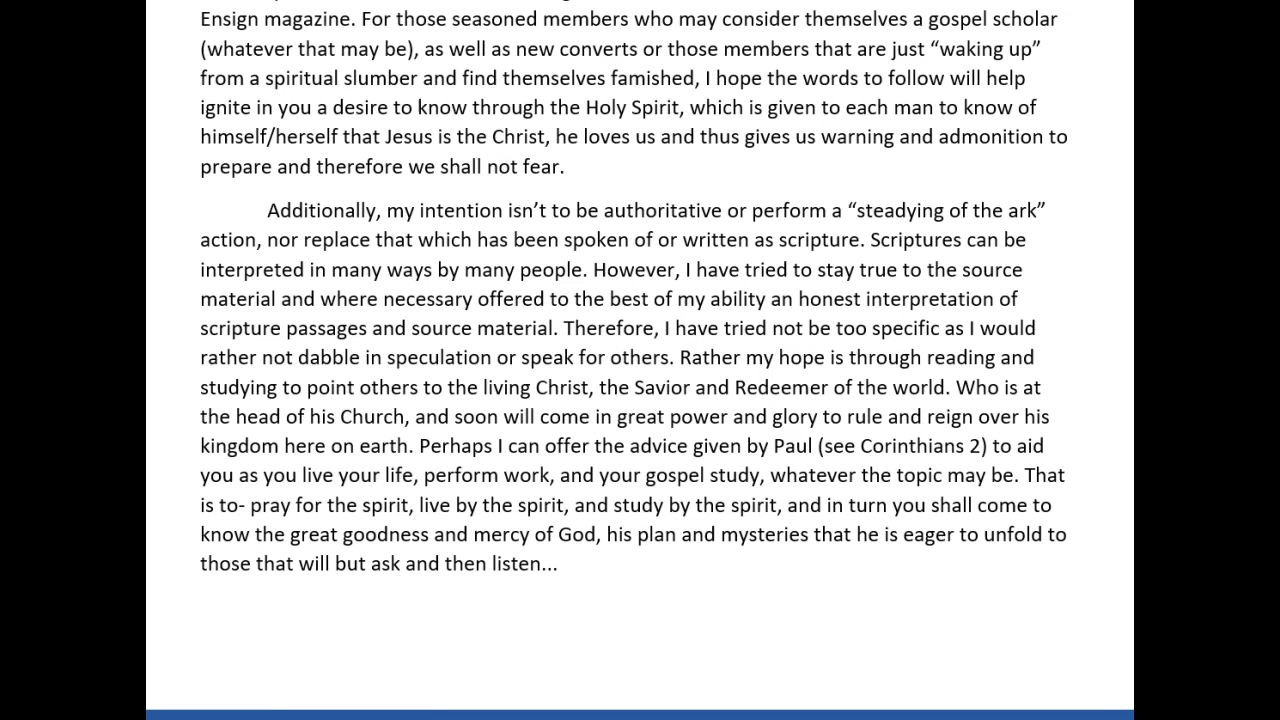 Ensign magazine. For those seasoned members who may consider themselves a gospel scholar
(whatever that may be), as well as new converts or those members that are just “waking up”
from a spiritual slumber and find themselves famished, I hope the words to follow will help
ignite in you a desire to know through the Holy Spirit, which is given to each man to know of
himself/herself that Jesus is the Christ, he loves us and thus gives us warning and admonition to
prepare and therefore we shall not fear.
Additionally, my intention isn’t to be authoritative or perform a “steadying of the ark”
action, nor replace that which has been spoken of or written as scripture. Scriptures can be
interpreted in many ways by many people. However, I have tried to stay true to the source
material and where necessary offered to the best of my ability an honest interpretation of
scripture passages and source material. Therefore, I have tried not be too specific as I would
rather not dabble in speculation or speak for others. Rather my hope is through reading and
studying to point others to the living Christ, the Savior and Redeemer of the world. Who is at
the head of his Church, and soon will come in great power and glory to rule and reign over his
kingdom here on earth. Perhaps I can offer the advice given by Paul (see Corinthians 2) to aid
you as you live your life, perform work, and your gospel study, whatever the topic may be. That
is to- pray for the spirit, live by the spirit, and study by the spirit, and in turn you shall come to
know the great goodness and mercy of God, his plan and mysteries that he is eager to unfold to
those that will but ask and then listen...